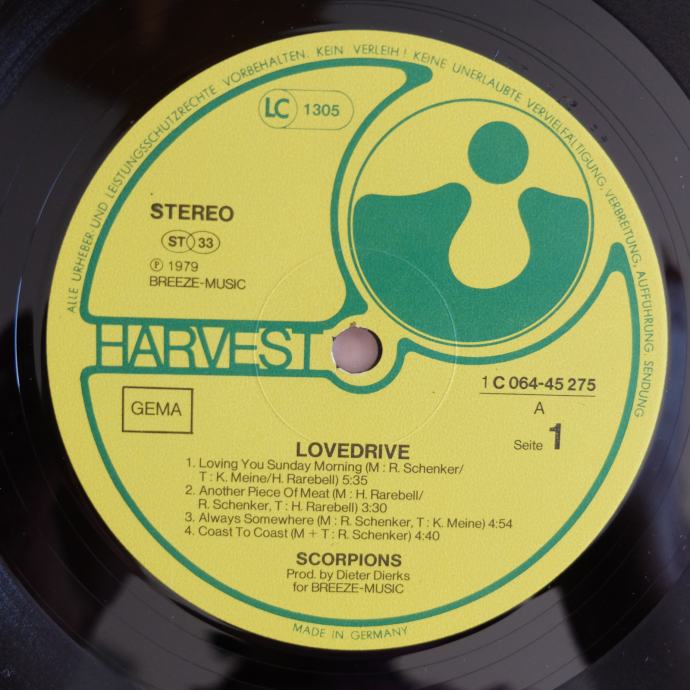 ALLE URHEBER- UND LEISTUNGSSCHUTZRECHTE VORBEHALTEN. KEIN VERLEIH! KEINE UNERLAUBTE VERVIELFÄLTIGUNG, VERBREITUNG, AUFFÜHRUNG, SENDUNG
LC 1305
STEREO
ST 33
℗ 1979
BREEZE-MUSIC
HARVEST
GEMA
1 C 064-45 275
A
Seite 1
LOVEDRIVE
1. Loving You Sunday Morning (M : R. Schenker/
T : K. Meine/H. Rarebell) 5:35
2. Another Piece Of Meat (M : H. Rarebell/
R. Schenker, T : H. Rarebell) 3:30
3. Always Somewhere (M : R. Schenker, T : K. Meine) 4:54
4. Coast To Coast (M + T : R. Schenker) 4:40
SCORPIONS
Prod. by Dieter Dierks
for BREEZE-MUSIC
MADE IN GERMANY